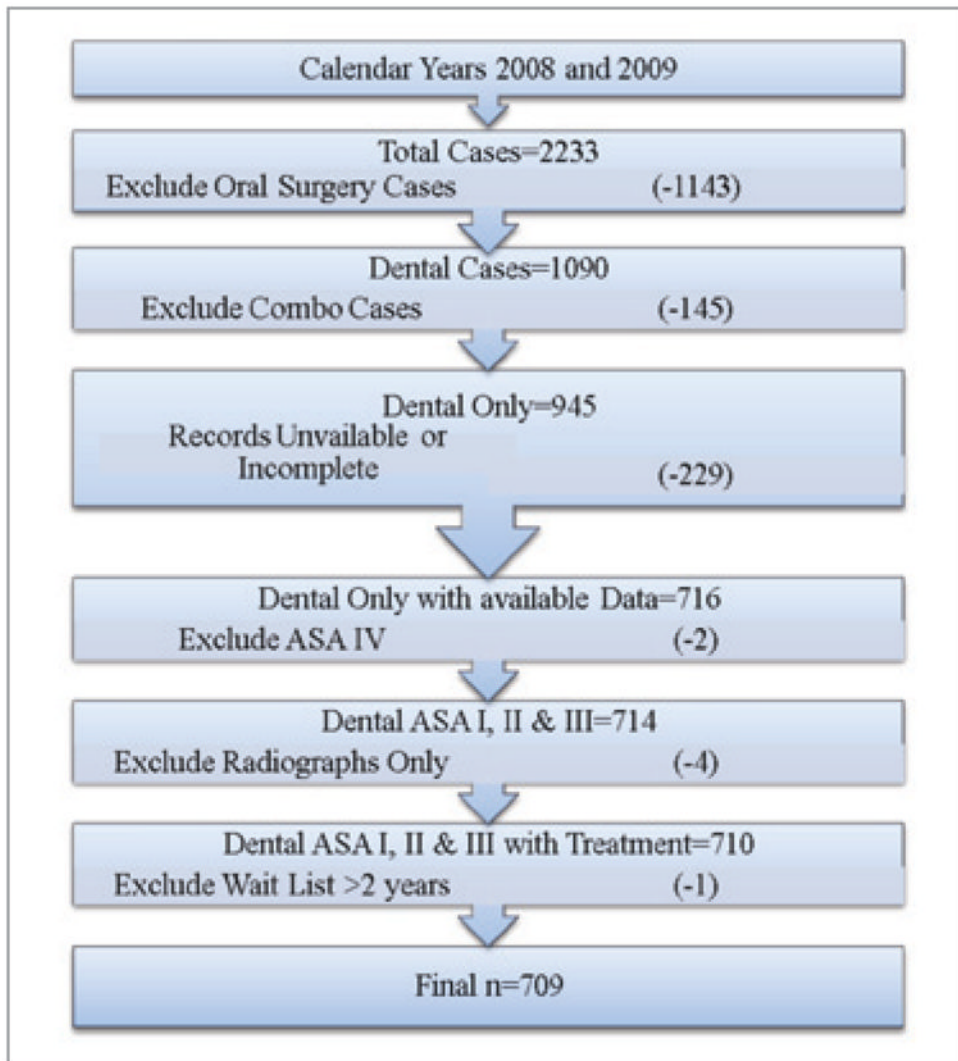 Calendar Years 2008 and 2009
Total Cases=2233
Exclude Oral Surgery Cases (-1143)
Dental Cases=1090
Exclude Combo Cases (-145)
Dental Only=945
Records Unvailable or
Incomplete (-229)
Dental Only with available Data=716
Exclude ASA IV (-2)
Dental ASA I, II & III=714
Exclude Radiographs Only (-4)
Dental ASA I, II & III with Treatment=710
Exclude Wait List >2 years (-1)
Final n=709